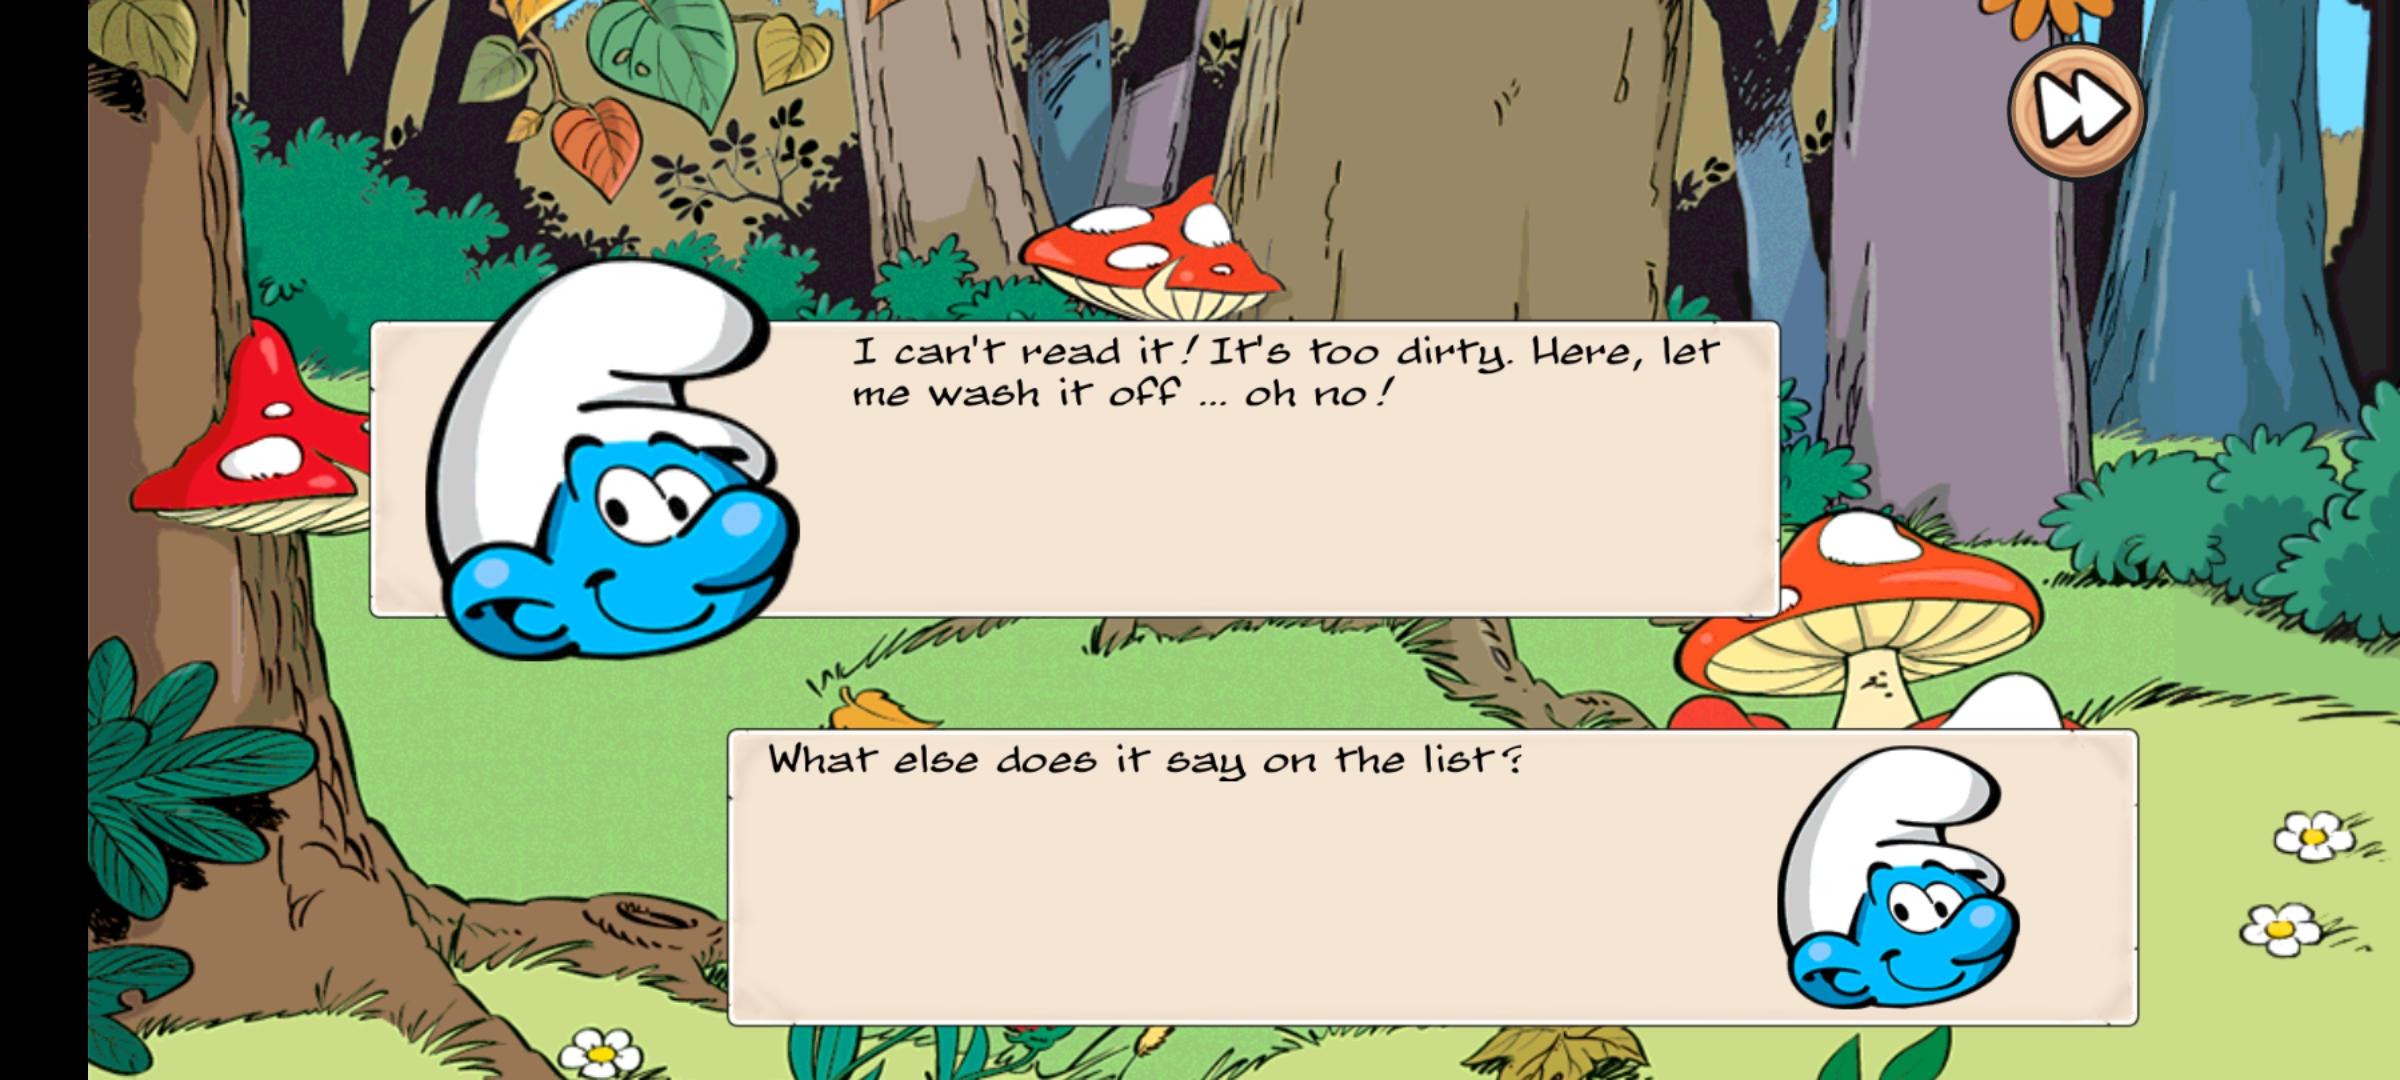 I can't read it! It's too dirty. Here, let
me wash it off ... oh no!
What else does it say on the list?